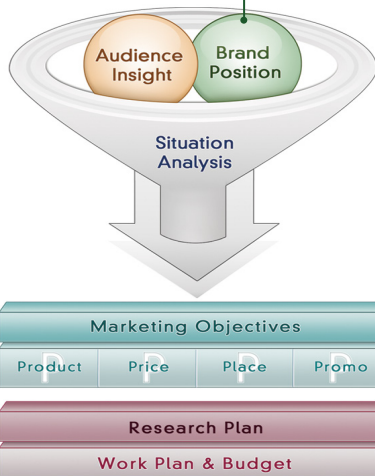 Audience
Insight
Brand
Position
Situation
Analysis
Marketing Objectives
P P P P
Product Price Place Promo
Research Plan
Work Plan & Budget